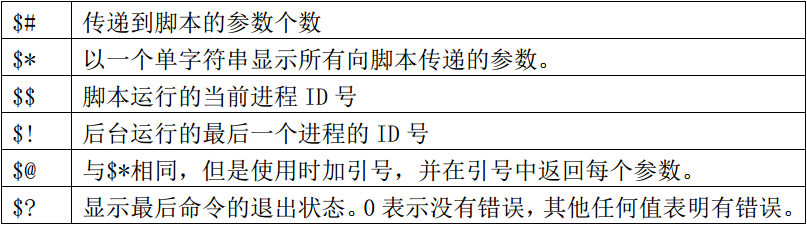 $# 传递到脚本的参数个数
$* 以一个单字符串显示所有向脚本传递的参数。
$$ 脚本运行的当前进程 ID 号
$! 后台运行的最后一个进程的 ID 号
$@ 与$*相同，但是使用时加引号，并在引号中返回每个参数。
$? 显示最后命令的退出状态。0 表示没有错误，其他任何值表明有错误。